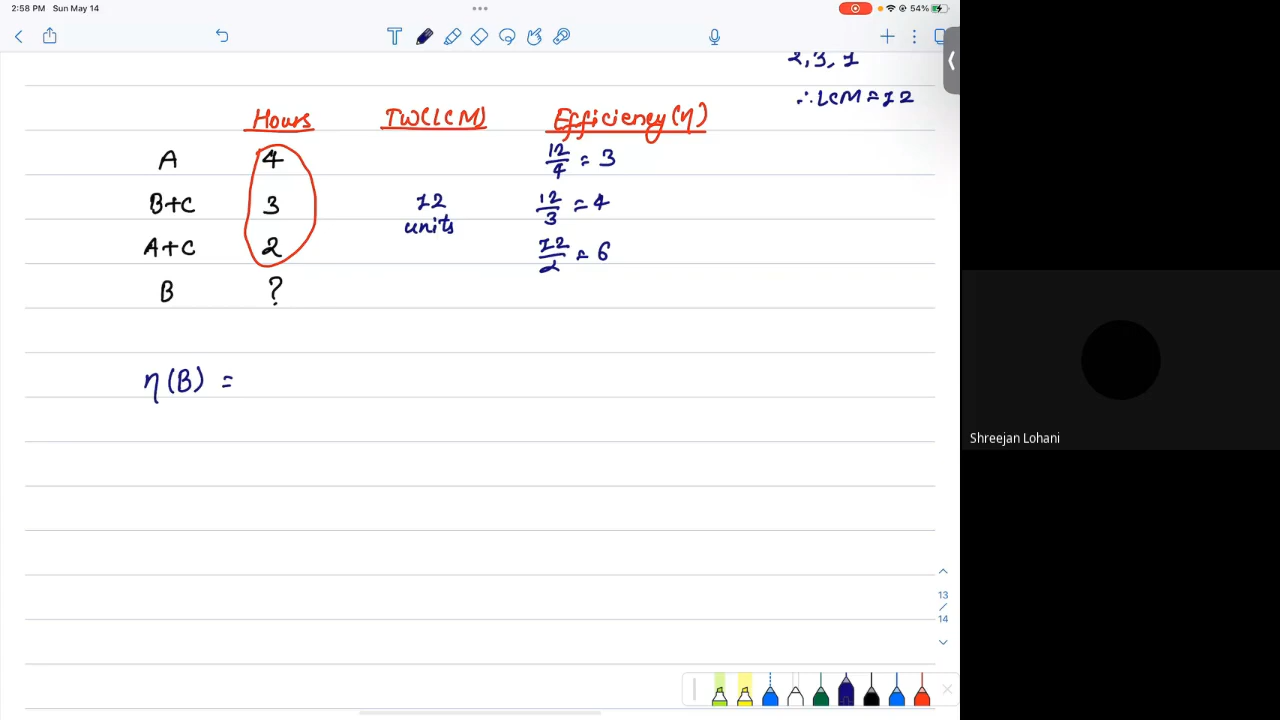 2:58 PM Sun May 14
54%
2, 3, 1
∴ LCM = 12
Hours TW(LCM) Efficiency(η)
A 4 12/4 = 3
B+C 3 12 units 12/3 = 4
A+C 2 12/2 = 6
B ?
η(B) =
Shreejan Lohani
13
/
14